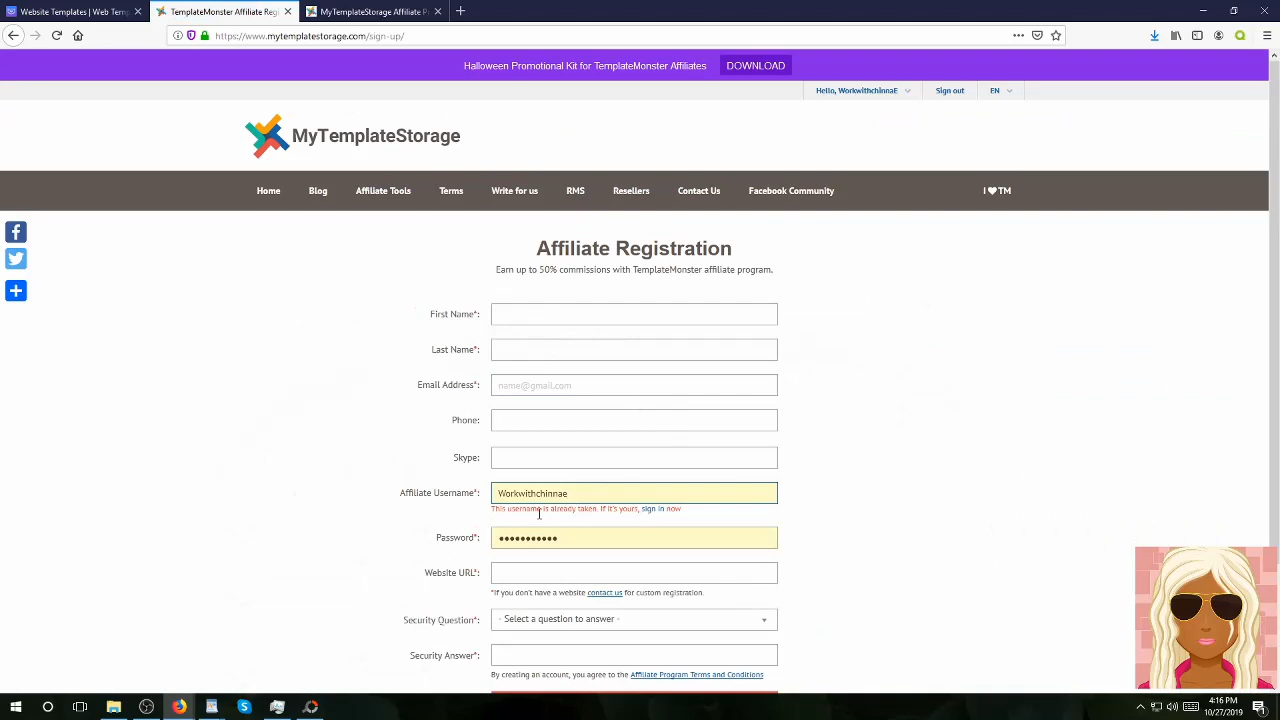 Website Templates | Web Temp
TemplateMonster Affiliate Regi
MyTemplateStorage Affiliate P
https://www.mytemplatestorage.com/sign-up/
Halloween Promotional Kit for TemplateMonster Affiliates DOWNLOAD
Hello, WorkwithchinnaE Sign out EN
MyTemplateStorage
Home Blog Affiliate Tools Terms Write for us RMS Resellers Contact Us Facebook Community I ❤ TM
Affiliate Registration
Earn up to 50% commissions with TemplateMonster affiliate program.
First Name*:
Last Name*:
Email Address*: name@gmail.com
Phone:
Skype:
Affiliate Username*: Workwithchinnae
This username is already taken. If it's yours, sign in now
Password*: •••••••••••
Website URL*:
*If you don't have a website contact us for custom registration.
Security Question*: - Select a question to answer -
Security Answer*:
By creating an account, you agree to the Affiliate Program Terms and Conditions
4:16 PM
10/27/2019